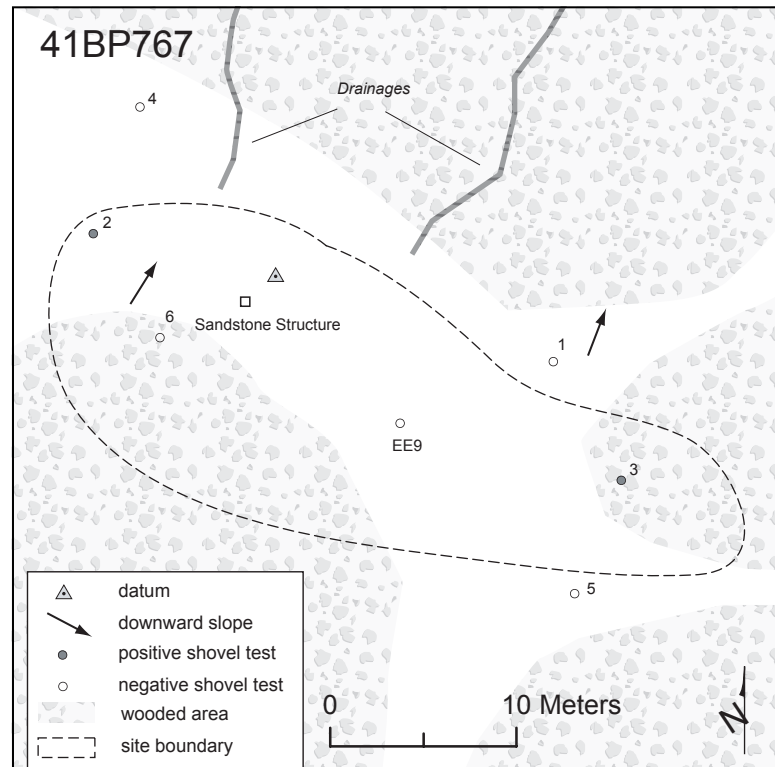 41BP767
4
Drainages
2
6
Sandstone Structure
1
EE9
3
5
datum
downward slope
positive shovel test
negative shovel test
wooded area
site boundary
0 10 Meters
N